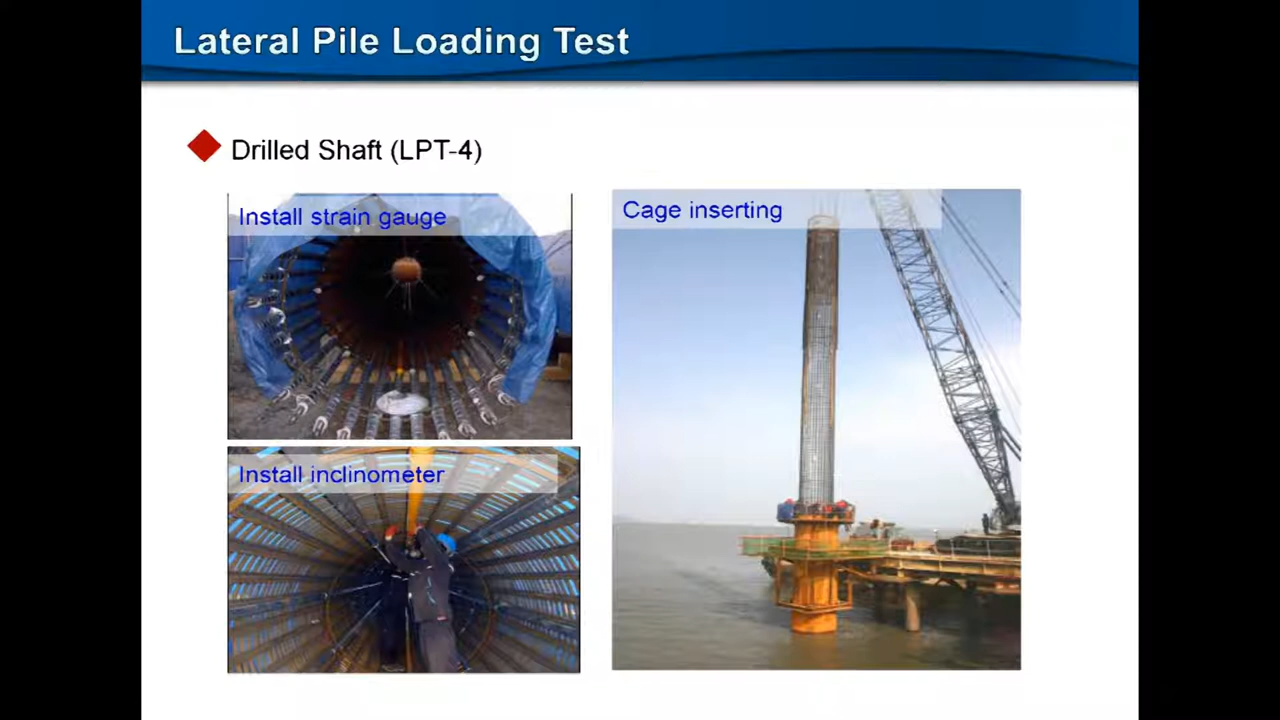 Lateral Pile Loading Test
Drilled Shaft (LPT-4)
Install strain gauge
Cage inserting
Install inclinometer